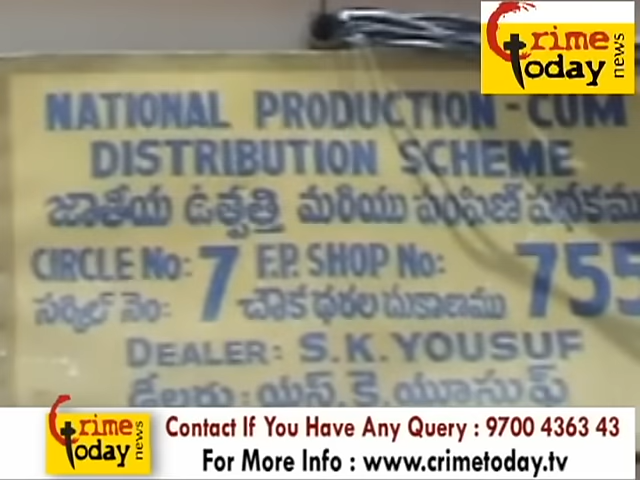 Crime
Today
news
NATIONAL PRODUCTION-CUM
DISTRIBUTION SCHEME
జాతీయ ఉత్పత్తి మరియు పంపిణీ పథకము
CIRCLE No: 7 F.P. SHOP No: 755
సర్కిల్ నెం: చౌక ధరల దుకాణము
DEALER: S.K.YOUSUF
డీలరు: యస్.కె.యూసుఫ్
Crime
Today
news
Contact If You Have Any Query : 9700 4363 43
For More Info : www.crimetoday.tv